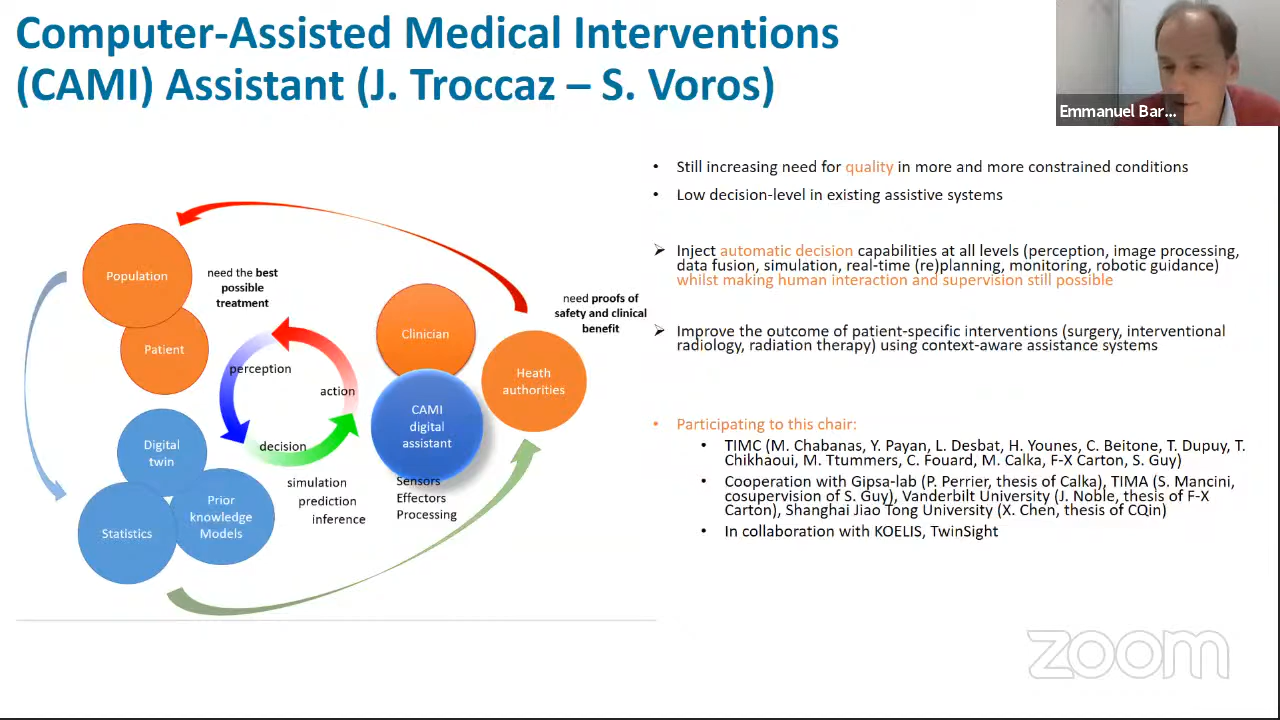 Computer-Assisted Medical Interventions
(CAMI) Assistant (J. Troccaz – S. Voros)
Emmanuel Bar...
• Still increasing need for quality in more and more constrained conditions
• Low decision-level in existing assistive systems
➢ Inject automatic decision capabilities at all levels (perception, image processing,
data fusion, simulation, real-time (re)planning, monitoring, robotic guidance)
whilst making human interaction and supervision still possible
➢ Improve the outcome of patient-specific interventions (surgery, interventional
radiology, radiation therapy) using context-aware assistance systems
• Participating to this chair:
• TIMC (M. Chabanas, Y. Payan, L. Desbat, H. Younes, C. Beitone, T. Dupuy, T.
Chikhaoui, M. Ttummers, C. Fouard, M. Calka, F-X Carton, S. Guy)
• Cooperation with Gipsa-lab (P. Perrier, thesis of Calka), TIMA (S. Mancini,
cosupervision of S. Guy), Vanderbilt University (J. Noble, thesis of F-X
Carton), Shanghai Jiao Tong University (X. Chen, thesis of CQin)
• In collaboration with KOELIS, TwinSight
Population
need the best
possible
treatment
Patient
perception
action
decision
Clinician
need proofs of
safety and clinical
benefit
Heath
authorities
CAMI
digital
assistant
Digital
twin
Prior
knowledge
Models
Statistics
simulation
prediction
inference
Sensors
Effectors
Processing
zoom